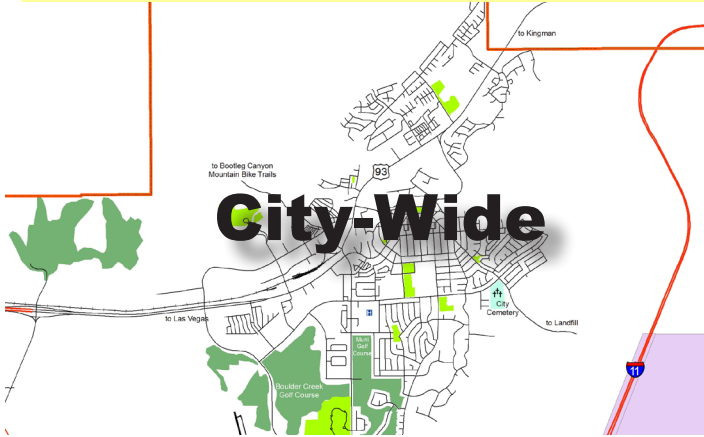 to Kingman
to Bootleg Canyon
Mountain Bike Trails
93
City-Wide
City
Cemetery
to Las Vegas
to Landfill
H
Muni
Golf
Course
11
Boulder Creek
Golf Course